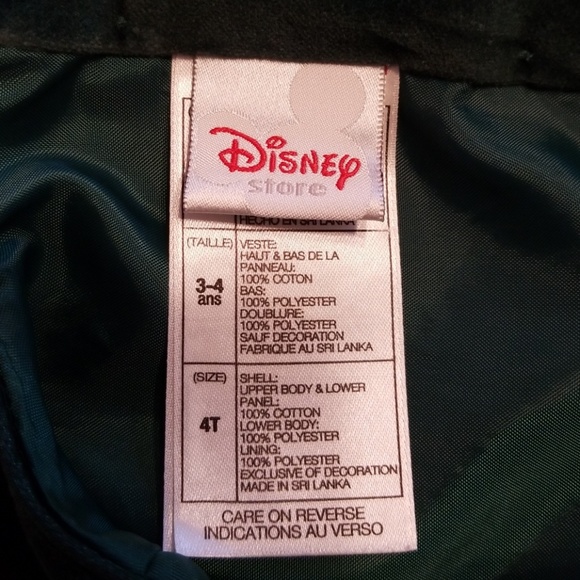 Disney
store
HECHO EN SRI LANKA
(TAILLE)
3-4
ans
VESTE:
HAUT & BAS DE LA
PANNEAU:
100% COTON
BAS:
100% POLYESTER
DOUBLURE:
100% POLYESTER
SAUF DECORATION
FABRIQUE AU SRI LANKA
(SIZE)
4T
SHELL:
UPPER BODY & LOWER
PANEL:
100% COTTON
LOWER BODY:
100% POLYESTER
LINING:
100% POLYESTER
EXCLUSIVE OF DECORATION
MADE IN SRI LANKA
CARE ON REVERSE
INDICATIONS AU VERSO